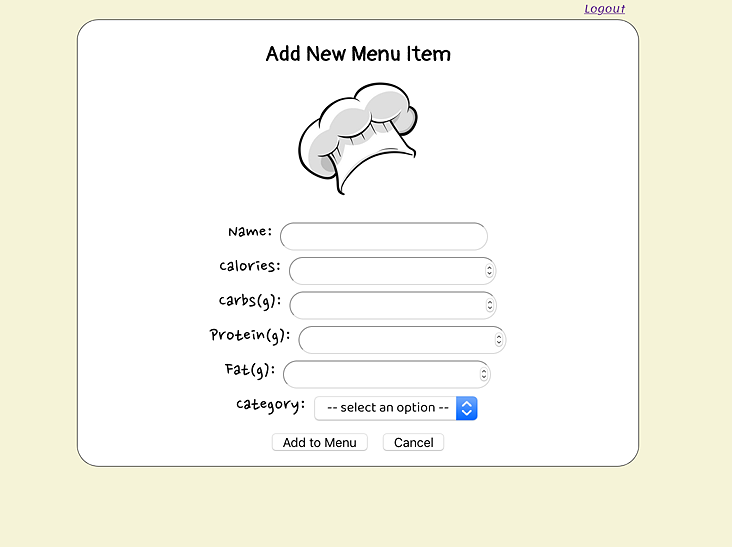 Logout
Add New Menu Item
Name:
calories:
carbs(g):
Protein(g):
Fat(g):
category: -- select an option --
Add to Menu Cancel